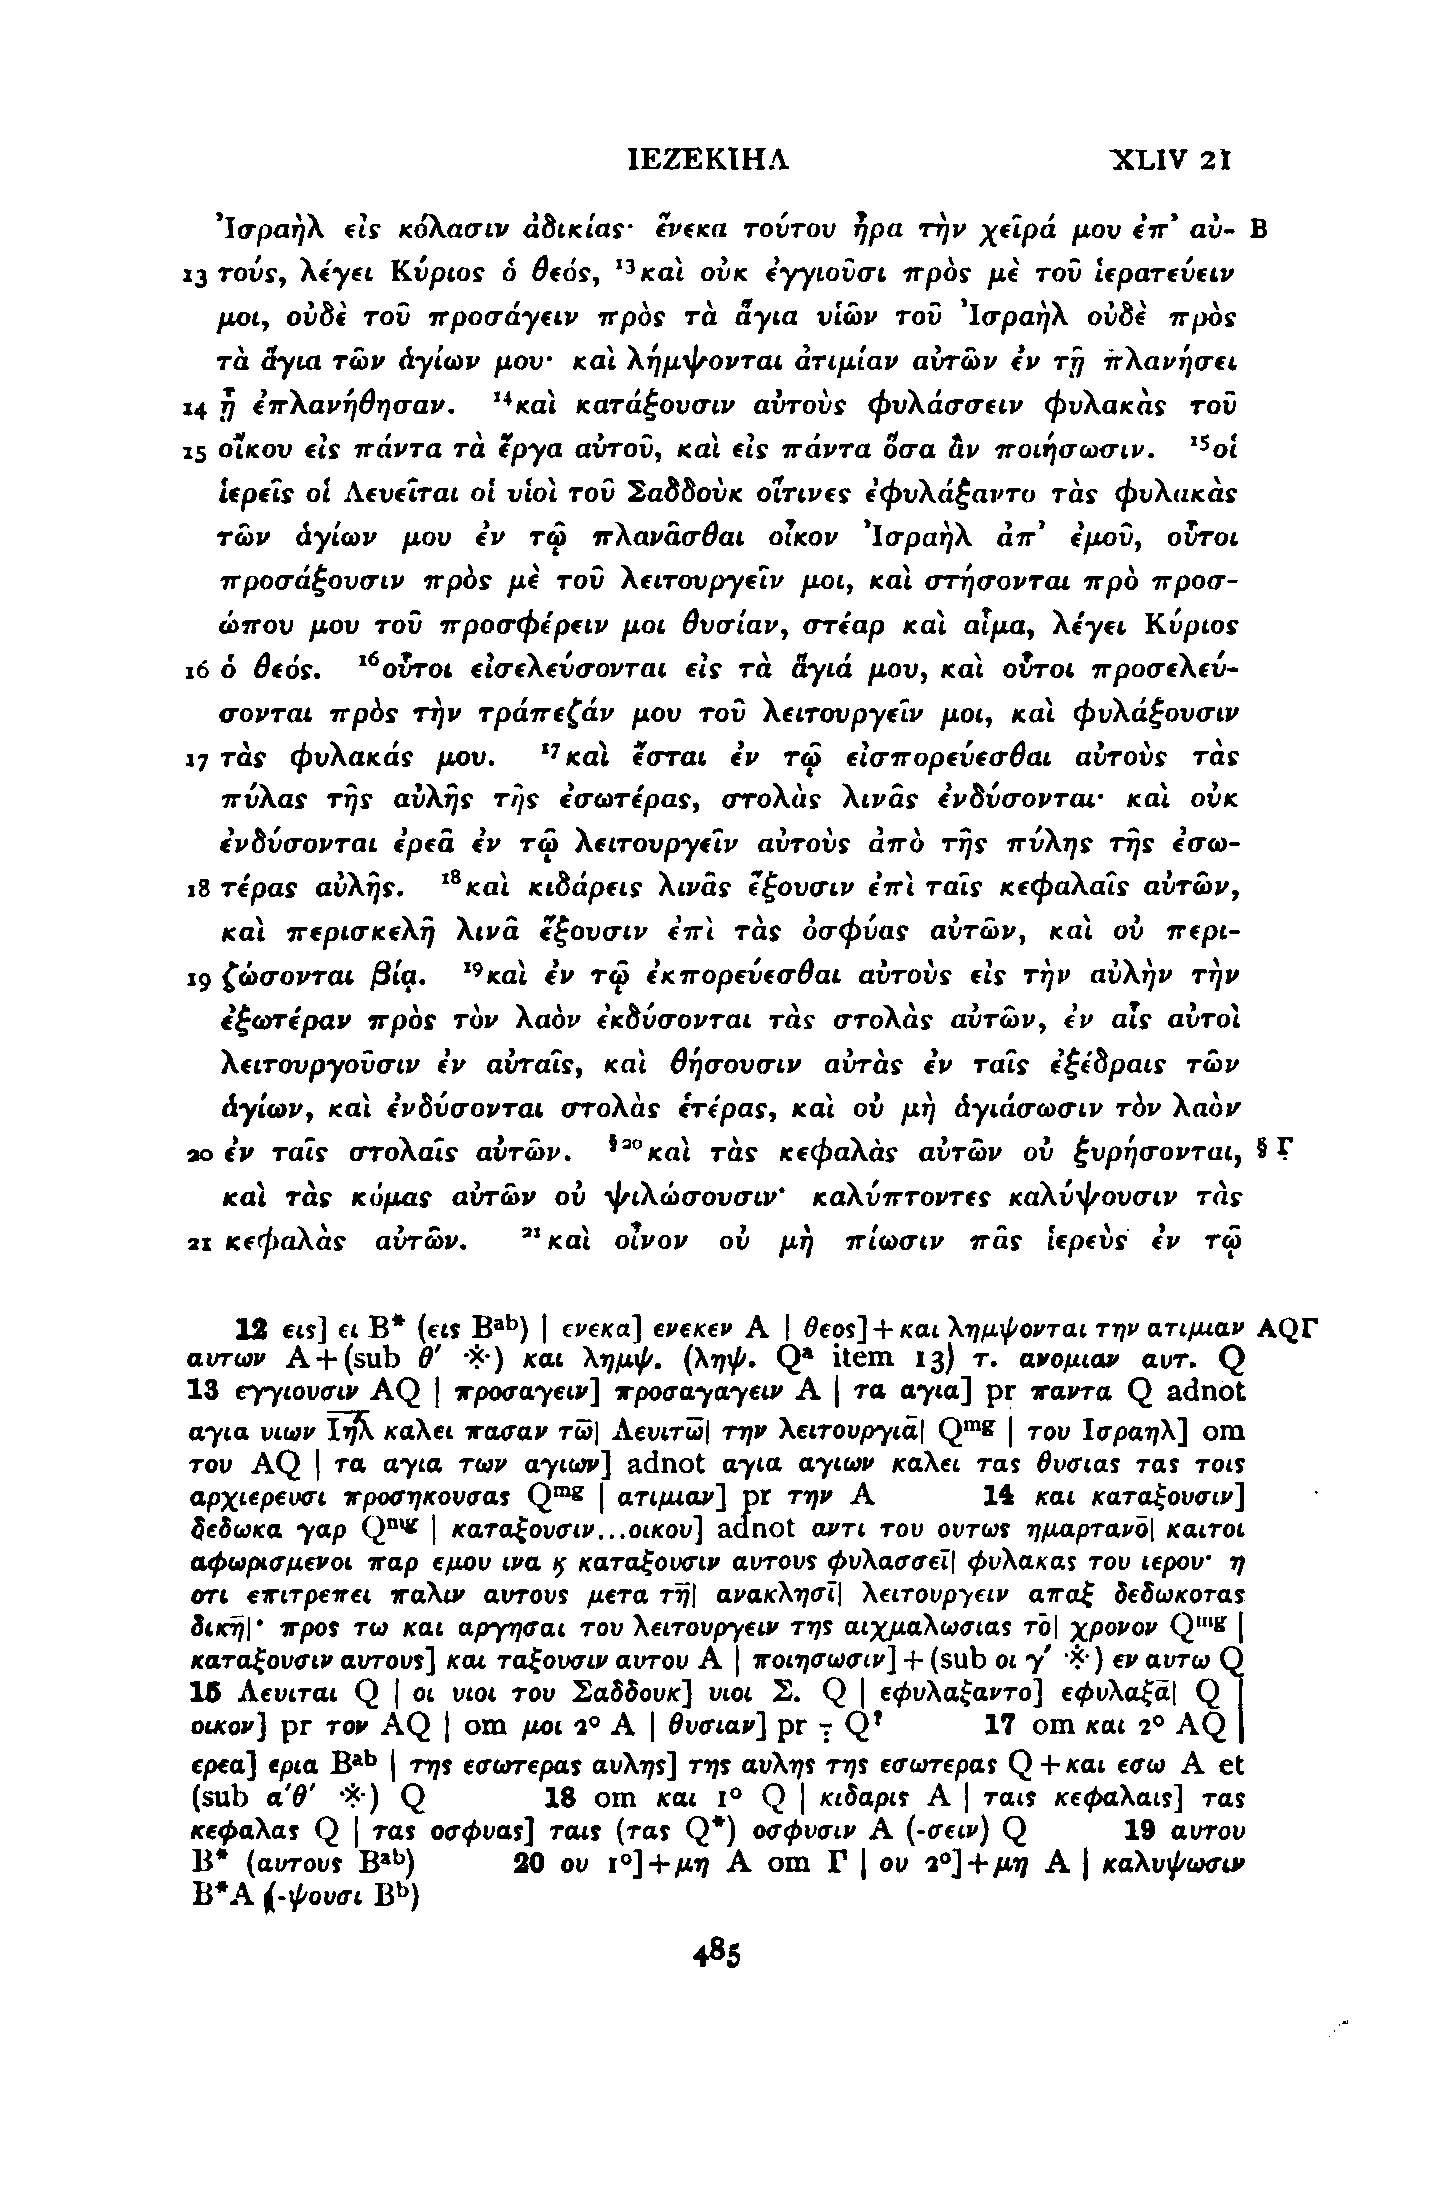 ΙΕΖΕΚΙΗΛ XLIV 21
Ἰσραὴλ εἰς κόλασιν ἀδικίας· ἕνεκα τούτου ἦρα τὴν χεῖρά μου ἐπ’ αὐ- B
13 τούς, λέγει Κύριος ὁ θεός, ¹³καὶ οὐκ ἐγγιοῦσι πρὸς μὲ τοῦ ἱερατεύειν
μοι, οὐδὲ τοῦ προσάγειν πρὸς τὰ ἅγια υἱῶν τοῦ Ἰσραὴλ οὐδὲ πρὸς
τὰ ἅγια τῶν ἁγίων μου· καὶ λήμψονται ἀτιμίαν αὐτῶν ἐν τῇ πλανήσει
14 ᾗ ἐπλανήθησαν. ¹⁴καὶ κατάξουσιν αὐτοὺς φυλάσσειν φυλακὰς τοῦ
15 οἴκου εἰς πάντα τὰ ἔργα αὐτοῦ, καὶ εἰς πάντα ὅσα ἂν ποιήσωσιν. ¹⁵οἱ
ἱερεῖς οἱ Λευεῖται οἱ υἱοὶ τοῦ Σαδδοὺκ οἵτινες ἐφυλάξαντο τὰς φυλακὰς
τῶν ἁγίων μου ἐν τῷ πλανᾶσθαι οἶκον Ἰσραὴλ ἀπ’ ἐμοῦ, οὗτοι
προσάξουσιν πρὸς μὲ τοῦ λειτουργεῖν μοι, καὶ στήσονται πρὸ προσ-
ώπου μου τοῦ προσφέρειν μοι θυσίαν, στέαρ καὶ αἷμα, λέγει Κύριος
16 ὁ θεός. ¹⁶οὗτοι εἰσελεύσονται εἰς τὰ ἅγιά μου, καὶ οὗτοι προσελεύ-
σονται πρὸς τὴν τράπεζάν μου τοῦ λειτουργεῖν μοι, καὶ φυλάξουσιν
17 τὰς φυλακάς μου. ¹⁷καὶ ἔσται ἐν τῷ εἰσπορεύεσθαι αὐτοὺς τὰς
πύλας τῆς αὐλῆς τῆς ἐσωτέρας, στολὰς λινᾶς ἐνδύσονται· καὶ οὐκ
ἐνδύσονται ἐρεᾶ ἐν τῷ λειτουργεῖν αὐτοὺς ἀπὸ τῆς πύλης τῆς ἐσω-
18 τέρας αὐλῆς. ¹⁸καὶ κιδάρεις λινᾶς ἕξουσιν ἐπὶ ταῖς κεφαλαῖς αὐτῶν,
καὶ περισκελῆ λινᾶ ἕξουσιν ἐπὶ τὰς ὀσφύας αὐτῶν, καὶ οὐ περι-
19 ζώσονται βίᾳ. ¹⁹καὶ ἐν τῷ ἐκπορεύεσθαι αὐτοὺς εἰς τὴν αὐλὴν τὴν
ἐξωτέραν πρὸς τὸν λαὸν ἐκδύσονται τὰς στολὰς αὐτῶν, ἐν αἷς αὐτοὶ
λειτουργοῦσιν ἐν αὐταῖς, καὶ θήσουσιν αὐτὰς ἐν ταῖς ἐξέδραις τῶν
ἁγίων, καὶ ἐνδύσονται στολὰς ἑτέρας, καὶ οὐ μὴ ἁγιάσωσιν τὸν λαὸν
20 ἐν ταῖς στολαῖς αὐτῶν. §²⁰καὶ τὰς κεφαλὰς αὐτῶν οὐ ξυρήσονται, § Γ
καὶ τὰς κόμας αὐτῶν οὐ ψιλώσουσιν· καλύπτοντες καλύψουσιν τὰς
21 κεφαλὰς αὐτῶν. ²¹καὶ οἶνον οὐ μὴ πίωσιν πᾶς ἱερεὺς ἐν τῷ
12 εις] ει B* (εις Bᵃᵇ) | ενεκα] ενεκεν A | θεος]+και λημψονται την ατιμιαν AQΓ
αυτων A+(sub θ′ ※) και λημψ. (ληψ. Qᵃ item 13) τ. ανομιαν αυτ. Q
13 εγγιουσιν AQ | προσαγειν] προσαγαγειν A | τα αγια] pr παντα Q adnot
αγια υιων Ιη̅λ̅ καλει πασαν τω̅| Λευιτω̅| την λειτουργια̅| Qᵐᵍ | του Ισραηλ] om
του AQ | τα αγια των αγιων] adnot αγια αγιων καλει τας θυσιας τας τοις
αρχιερευσι προσηκουσας Qᵐᵍ | ατιμιαν] pr την A 14 και καταξουσιν]
δεδωκα γαρ Qᵐᵍ | καταξουσιν...οικου] adnot αντι του ουτως ημαρτανο̅| καιτοι
αφωρισμενοι παρ εμου ινα ϗ καταξουσιν αυτους φυλασσει̅| φυλακας του ιερου· η
οτι επιτρεπει παλιν αυτους μετα τη̅| ανακλησι̅| λειτουργειν απαξ δεδωκοτας
δικη̅|· προς τω και αργησαι του λειτουργειν της αιχμαλωσιας το̅| χρονον Qᵐᵍ |
καταξουσιν αυτους] και ταξουσιν αυτου A | ποιησωσιν]+(sub οι γ′ ※) εν αυτω Q
15 Λευιται Q | οι υιοι του Σαδδουκ] υιοι Σ. Q | εφυλαξαντο] εφυλαξα̅| Q |
οικον] pr τον AQ | om μοι 2° A | θυσιαν] pr ÷ Q? 17 om και 2° AQ |
ερεα] ερια Bᵃᵇ | της εσωτερας αυλης] της αυλης της εσωτερας Q+και εσω A et
(sub α′θ′ ※) Q 18 om και 1° Q | κιδαρις A | ταις κεφαλαις] τας
κεφαλας Q | τας οσφυας] ταις (τας Q*) οσφυσιν A (-σειν) Q 19 αυτου
B* (αυτους Bᵃᵇ) 20 ου 1°]+μη A om Γ | ου 2°]+μη A | καλυψωσιν
B*A (-ψουσι Bᵇ)
485